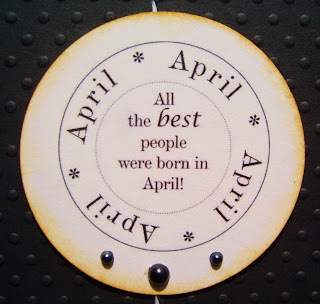 April * April * April * April *
All
the best
people
were born in
April!